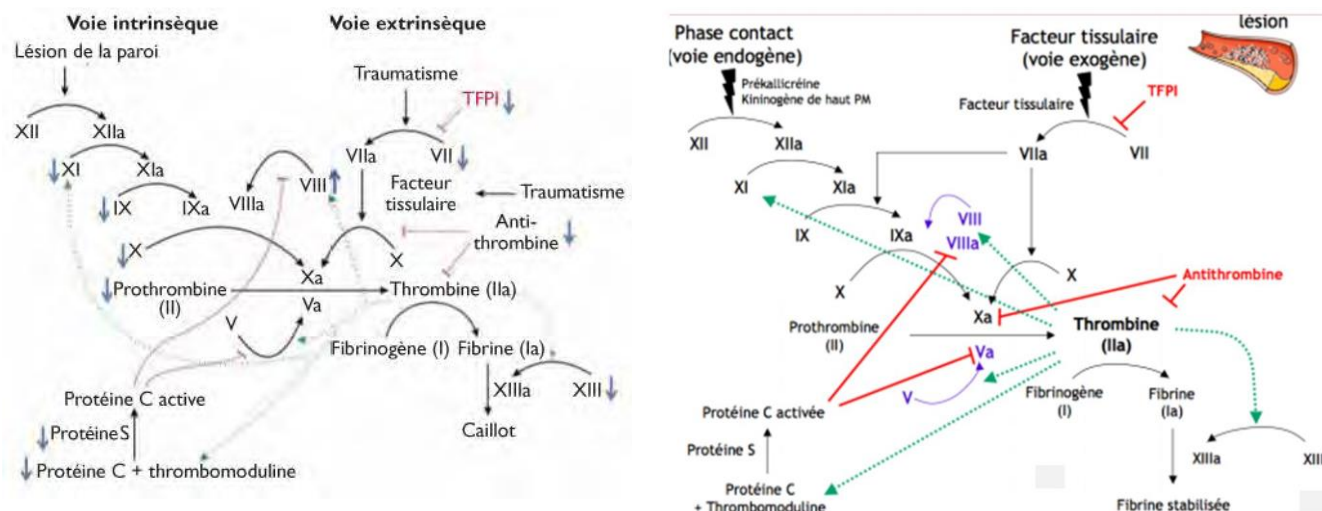 Voie intrinsèque
Voie extrinsèque
Lésion de la paroi
Traumatisme
TFPI
XII
XIIa
XI
XIa
VIIa
VII
VIIIa
VIII
IX
IXa
Facteur
tissulaire
Traumatisme
Anti-
thrombine
X
X
Xa
Prothrombine
(II)
Thrombine (IIa)
Va
V
Fibrinogène (I)
Fibrine (Ia)
XIIIa
XIII
Caillot
Protéine C active
Protéine S
Protéine C + thrombomoduline
lésion
Phase contact
(voie endogène)
Facteur tissulaire
(voie exogène)
Prékallicréine
Kininogène de haut PM
Facteur tissulaire
TFPI
XII
XIIa
VIIa
VII
XI
XIa
IX
IXa
VIII
VIIIa
X
X
Antithrombine
Xa
Prothrombine
(II)
Thrombine
(IIa)
Va
V
Fibrinogène
(I)
Fibrine
(Ia)
Protéine C activée
Protéine S
XIIIa
Protéine C
+ Thrombomoduline
Fibrine stabilisée